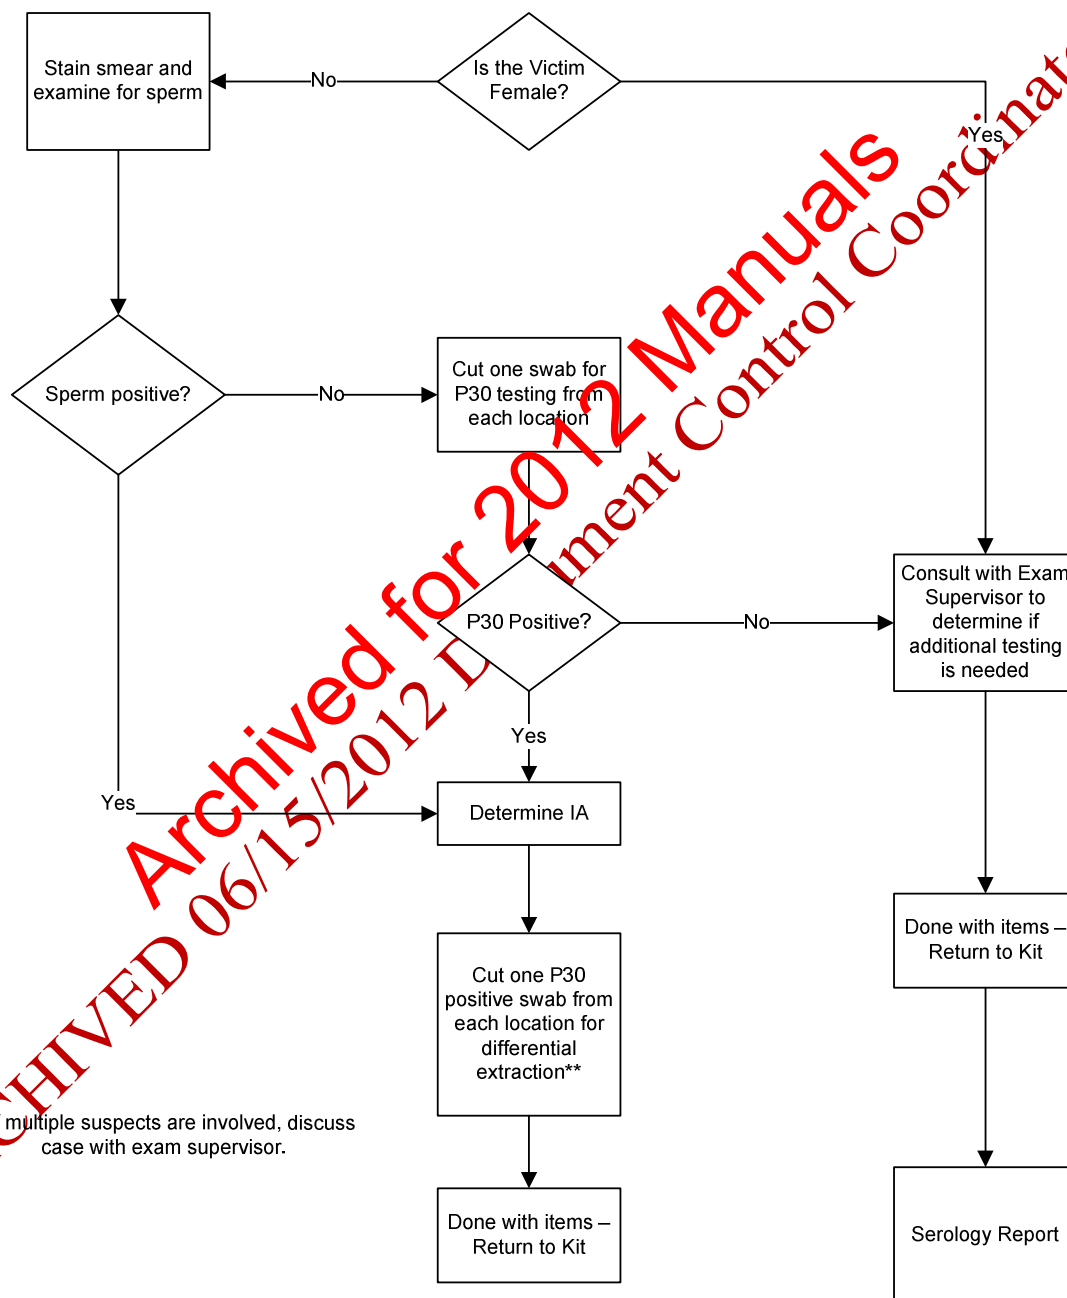 Stain smear and
examine for sperm
No
Is the Victim
Female?
Yes
Sperm positive?
No
Cut one swab for
P30 testing from
each location
P30 Positive?
No
Consult with Exam
Supervisor to
determine if
additional testing
is needed
Yes
Yes
Determine IA
Done with items –
Return to Kit
Cut one P30
positive swab from
each location for
differential
extraction**
multiple suspects are involved, discuss
case with exam supervisor.
Done with items –
Return to Kit
Serology Report
Archived for 2012 Manuals
CHIVED 06/15/2012 D ument Control Coordinat